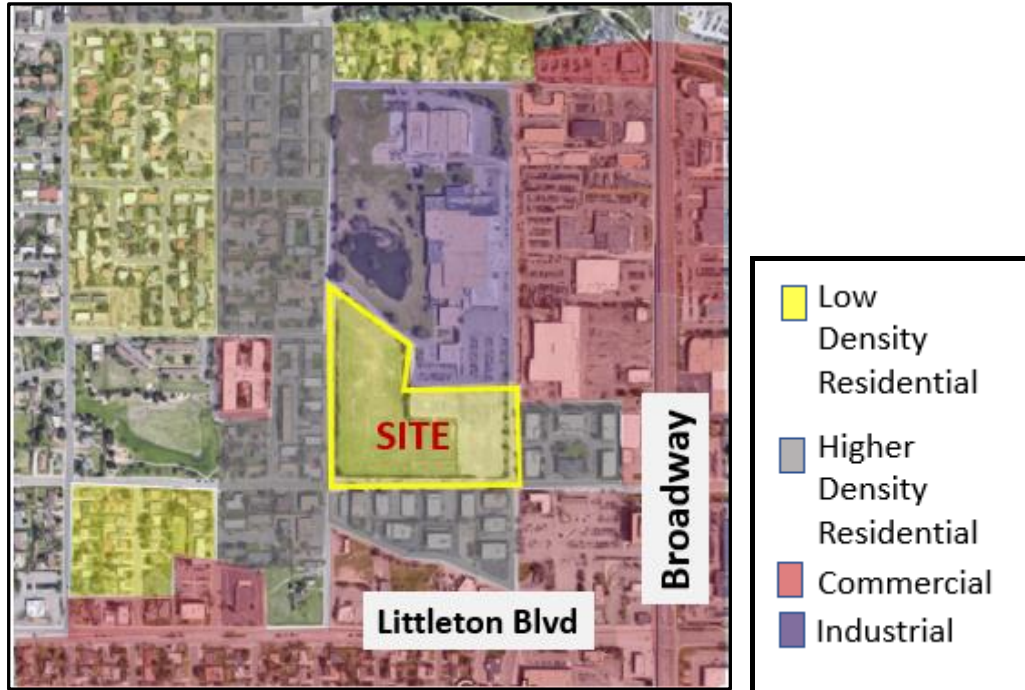 SITE
Broadway
Littleton Blvd
Low
Density
Residential
Higher
Density
Residential
Commercial
Industrial